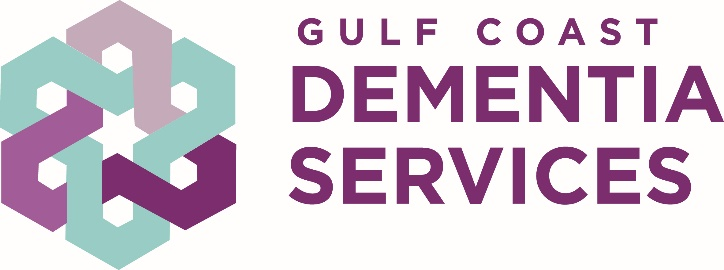 GULF COAST
DEMENTIA
SERVICES